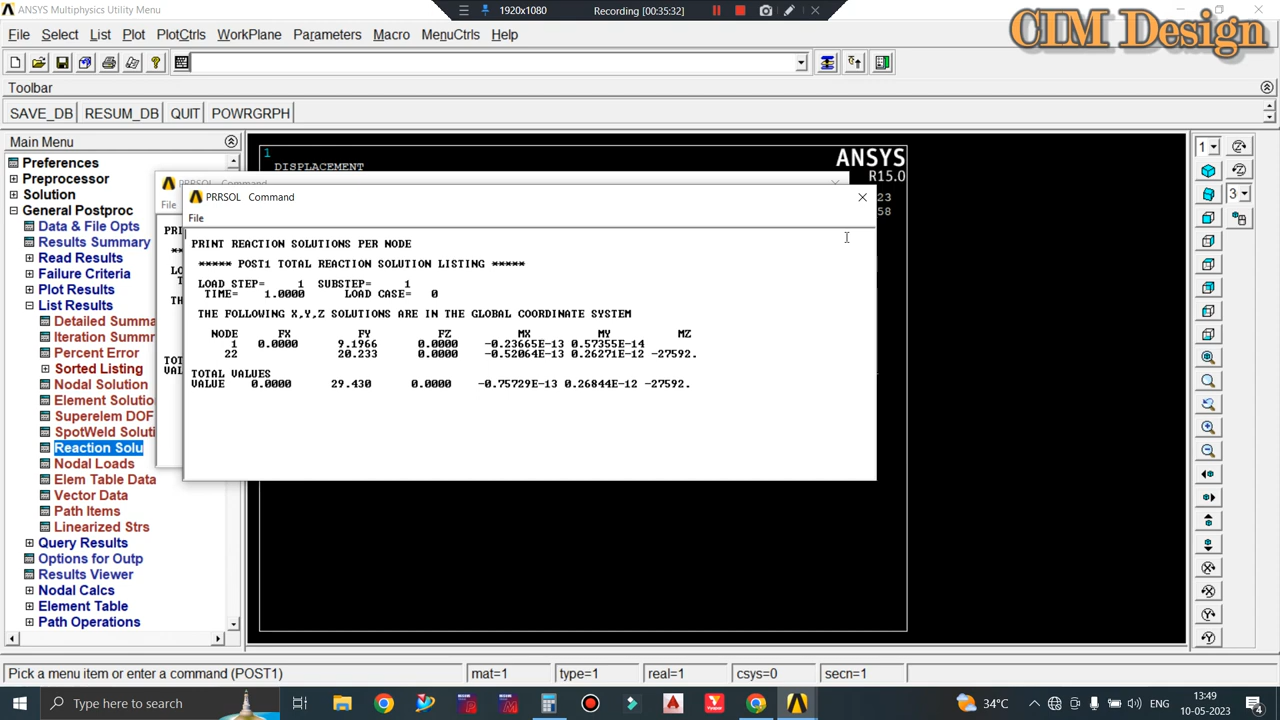 ANSYS Multiphysics Utility Menu
1920x1080
Recording [00:35:32]
CIM Design
File Select List Plot PlotCtrls WorkPlane Parameters Macro MenuCtrls Help
Toolbar
SAVE_DB RESUM_DB QUIT POWRGRPH
Main Menu
Preferences
Preprocessor
Solution
General Postproc
Data & File Opts
Results Summary
Read Results
Failure Criteria
Plot Results
List Results
Detailed Summa
Iteration Summr
Percent Error
Sorted Listing
Nodal Solution
Element Solutio
Superelem DOF
SpotWeld Soluti
Reaction Solu
Nodal Loads
Elem Table Data
Vector Data
Path Items
Linearized Strs
Query Results
Options for Outp
Results Viewer
Nodal Calcs
Element Table
Path Operations
1
DISPLACEMENT
ANSYS
R15.0
23
58
File
PRRSOL Command
File
PRINT REACTION SOLUTIONS PER NODE
***** POST1 TOTAL REACTION SOLUTION LISTING *****
LOAD STEP= 1 SUBSTEP= 1
TIME= 1.0000 LOAD CASE= 0
THE FOLLOWING X,Y,Z SOLUTIONS ARE IN THE GLOBAL COORDINATE SYSTEM
NODE FX FY FZ MX MY MZ
1 0.0000 9.1966 0.0000 -0.23665E-13 0.57355E-14
22 20.233 0.0000 -0.52064E-13 0.26271E-12 -27592.
TOTAL VALUES
VALUE 0.0000 29.430 0.0000 -0.75729E-13 0.26844E-12 -27592.
1
3
Pick a menu item or enter a command (POST1)
mat=1
type=1
real=1
csys=0
secn=1
Type here to search
34°C
ENG
13:49
10-05-2023